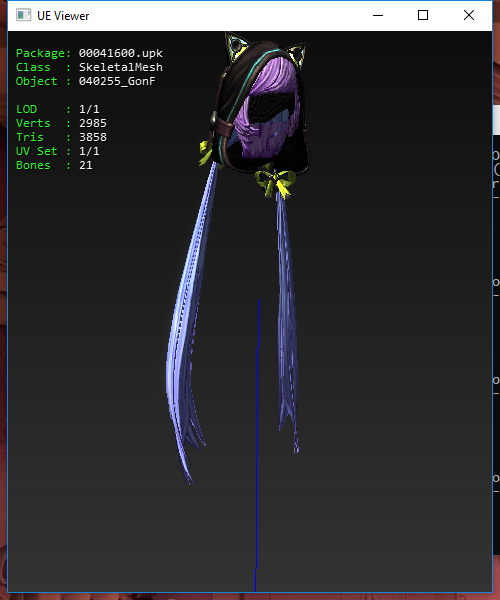 UE Viewer
Package: 00041600.upk
Class : SkeletalMesh
Object : 040255_GonF
LOD : 1/1
Verts : 2985
Tris : 3858
UV Set : 1/1
Bones : 21